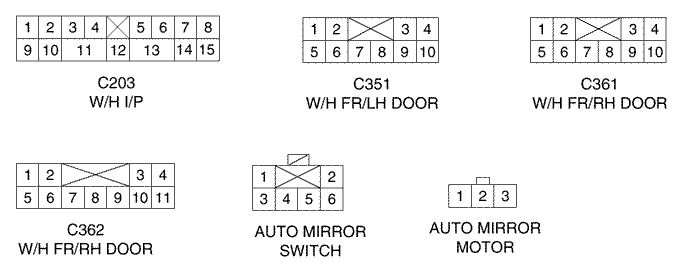 1 2 3 4 5 6 7 8
9 10 11 12 13 14 15
C203
W/H I/P
1 2 3 4
5 6 7 8 9 10
C351
W/H FR/LH DOOR
1 2 3 4
5 6 7 8 9 10
C361
W/H FR/RH DOOR
1 2 3 4
5 6 7 8 9 10 11
C362
W/H FR/RH DOOR
1 2
3 4 5 6
AUTO MIRROR
SWITCH
1 2 3
AUTO MIRROR
MOTOR